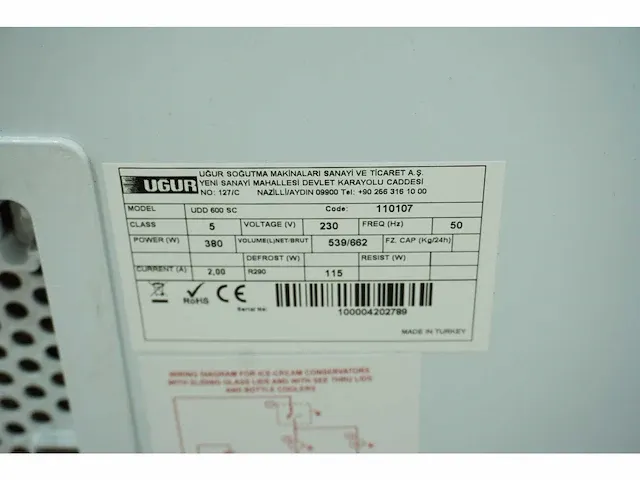 UĞUR
UĞUR SOĞUTMA MAKİNALARI SANAYİ VE TİCARET A.Ş.
YENİ SANAYİ MAHALLESİ DEVLET KARAYOLU CADDESİ
NO: 127/C NAZİLLİ/AYDIN 09900 Tel: +90 256 316 10 00
MODEL UDD 600 SC Code: 110107
CLASS 5 VOLTAGE (V) 230 FREQ (Hz) 50
POWER (W) 380 VOLUME(L)NET/BRUT 539/662 FZ. CAP (Kg/24h)
DEFROST (W) RESIST (W)
CURRENT (A) 2,00 R290 115
RoHS CE Serial No: 100004202789
MADE IN TURKEY
WIRING DIAGRAM FOR ICE-CREAM CONSERVATORS
WITH SLIDING GLASS LIDS AND WITH SEE THRU LIDS
AND BOTTLE COOLERS